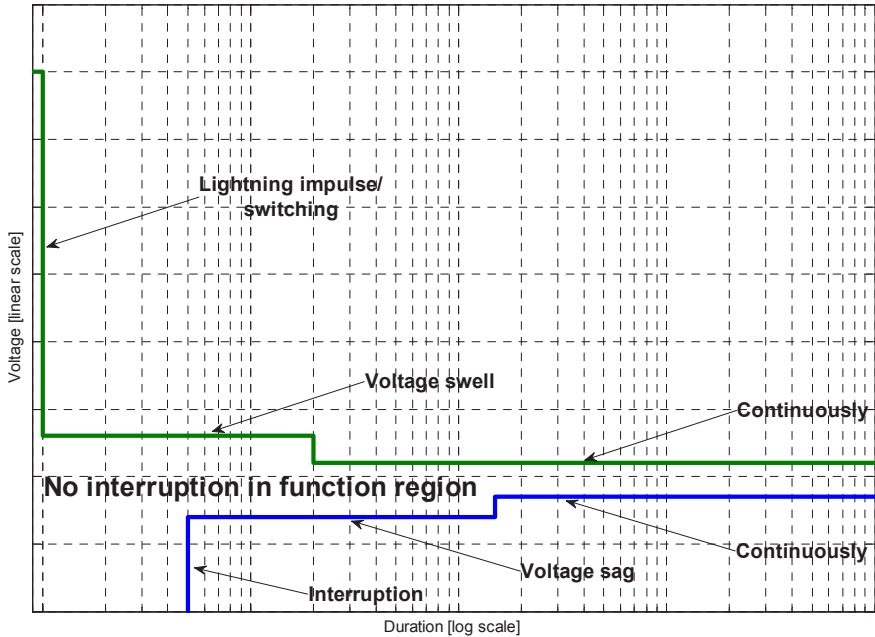 Lightning impulse/
switching
Voltage [linear scale]
Voltage swell
Continuously
No interruption in function region
Continuously
Voltage sag
Interruption
Duration [log scale]